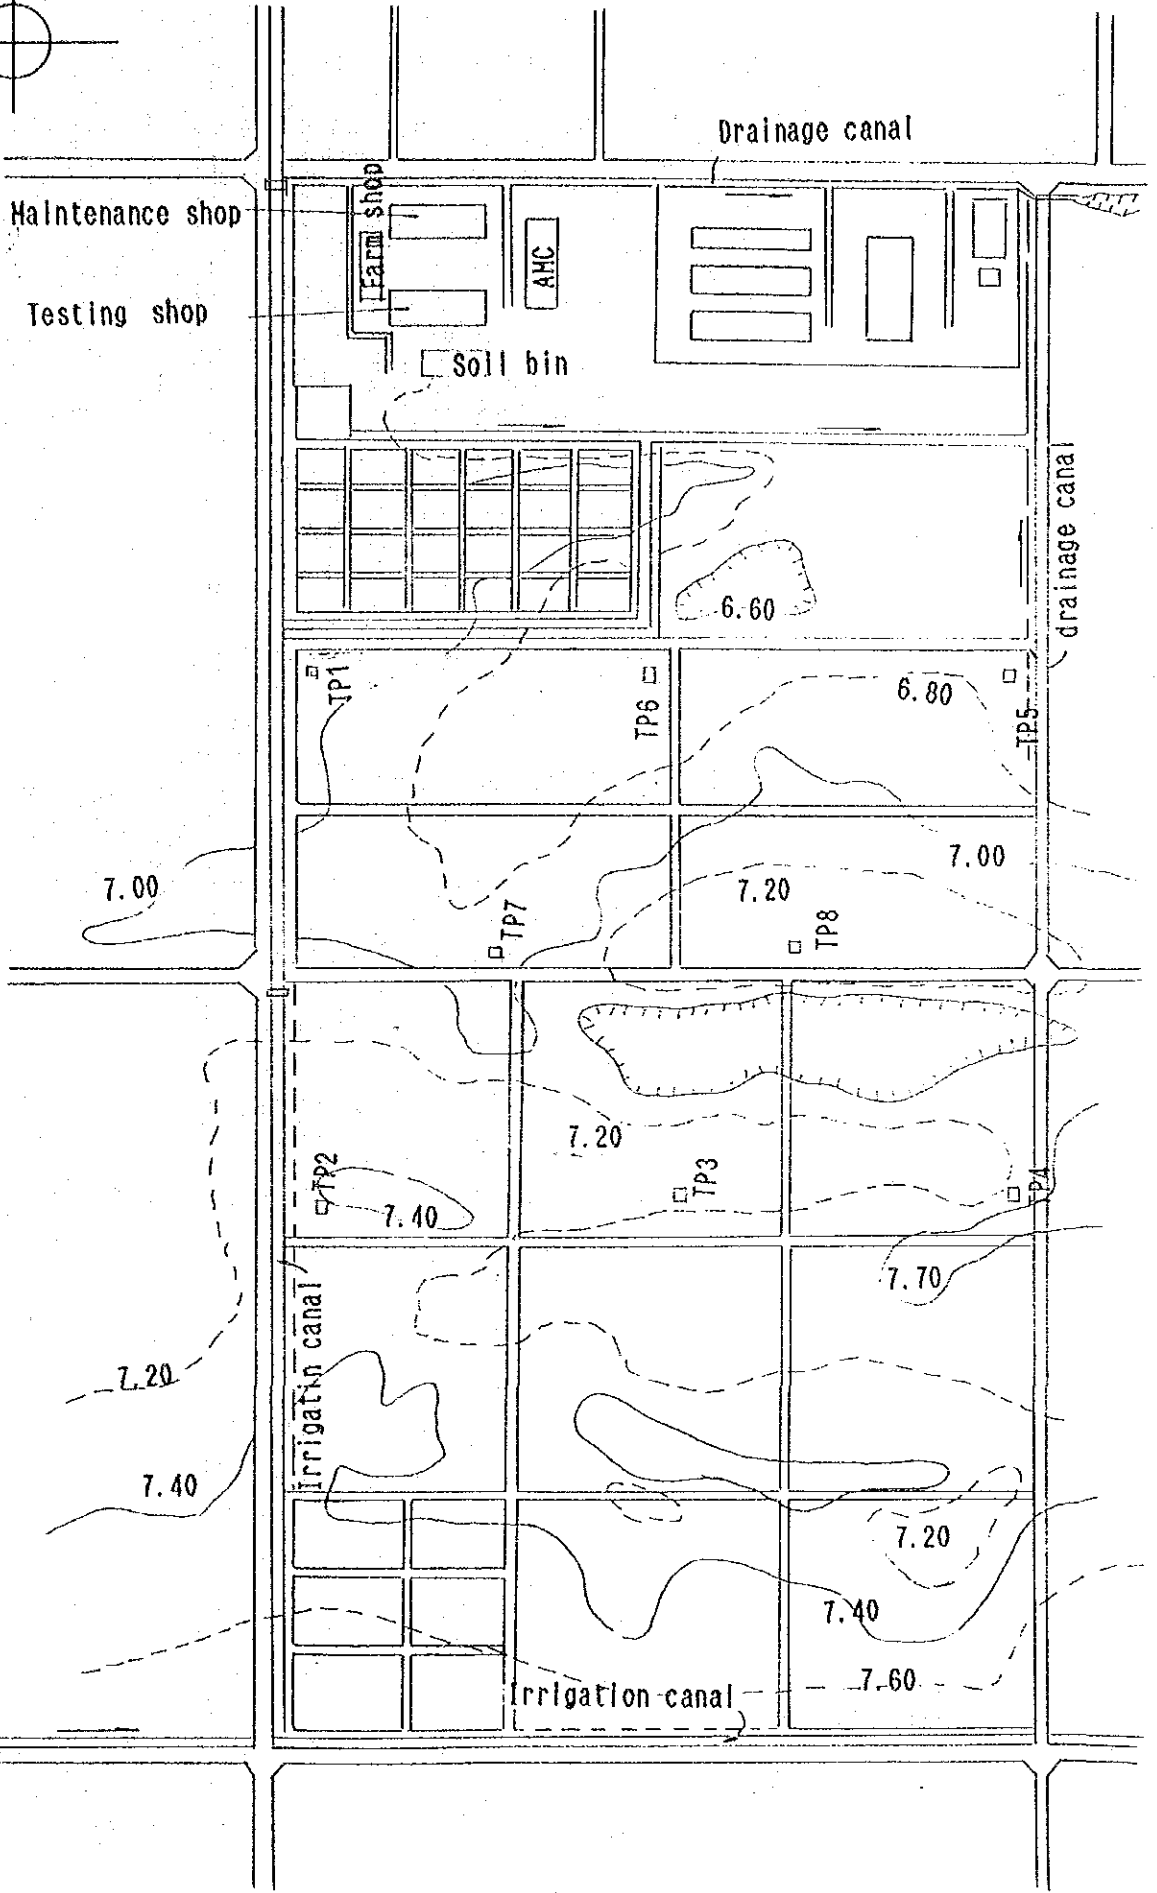 Drainage canal
Maintenance shop
Farm shop
AMC
Testing shop
Soil bin
drainage canal
6.60
TP1
TP6
6.80
TP5
7.00
7.00
7.20
TP7
TP8
7.20
TP2
TP3
P4
7.40
7.70
Irrigatin canal
7.20
7.40
7.20
7.40
7.60
Irrigation canal